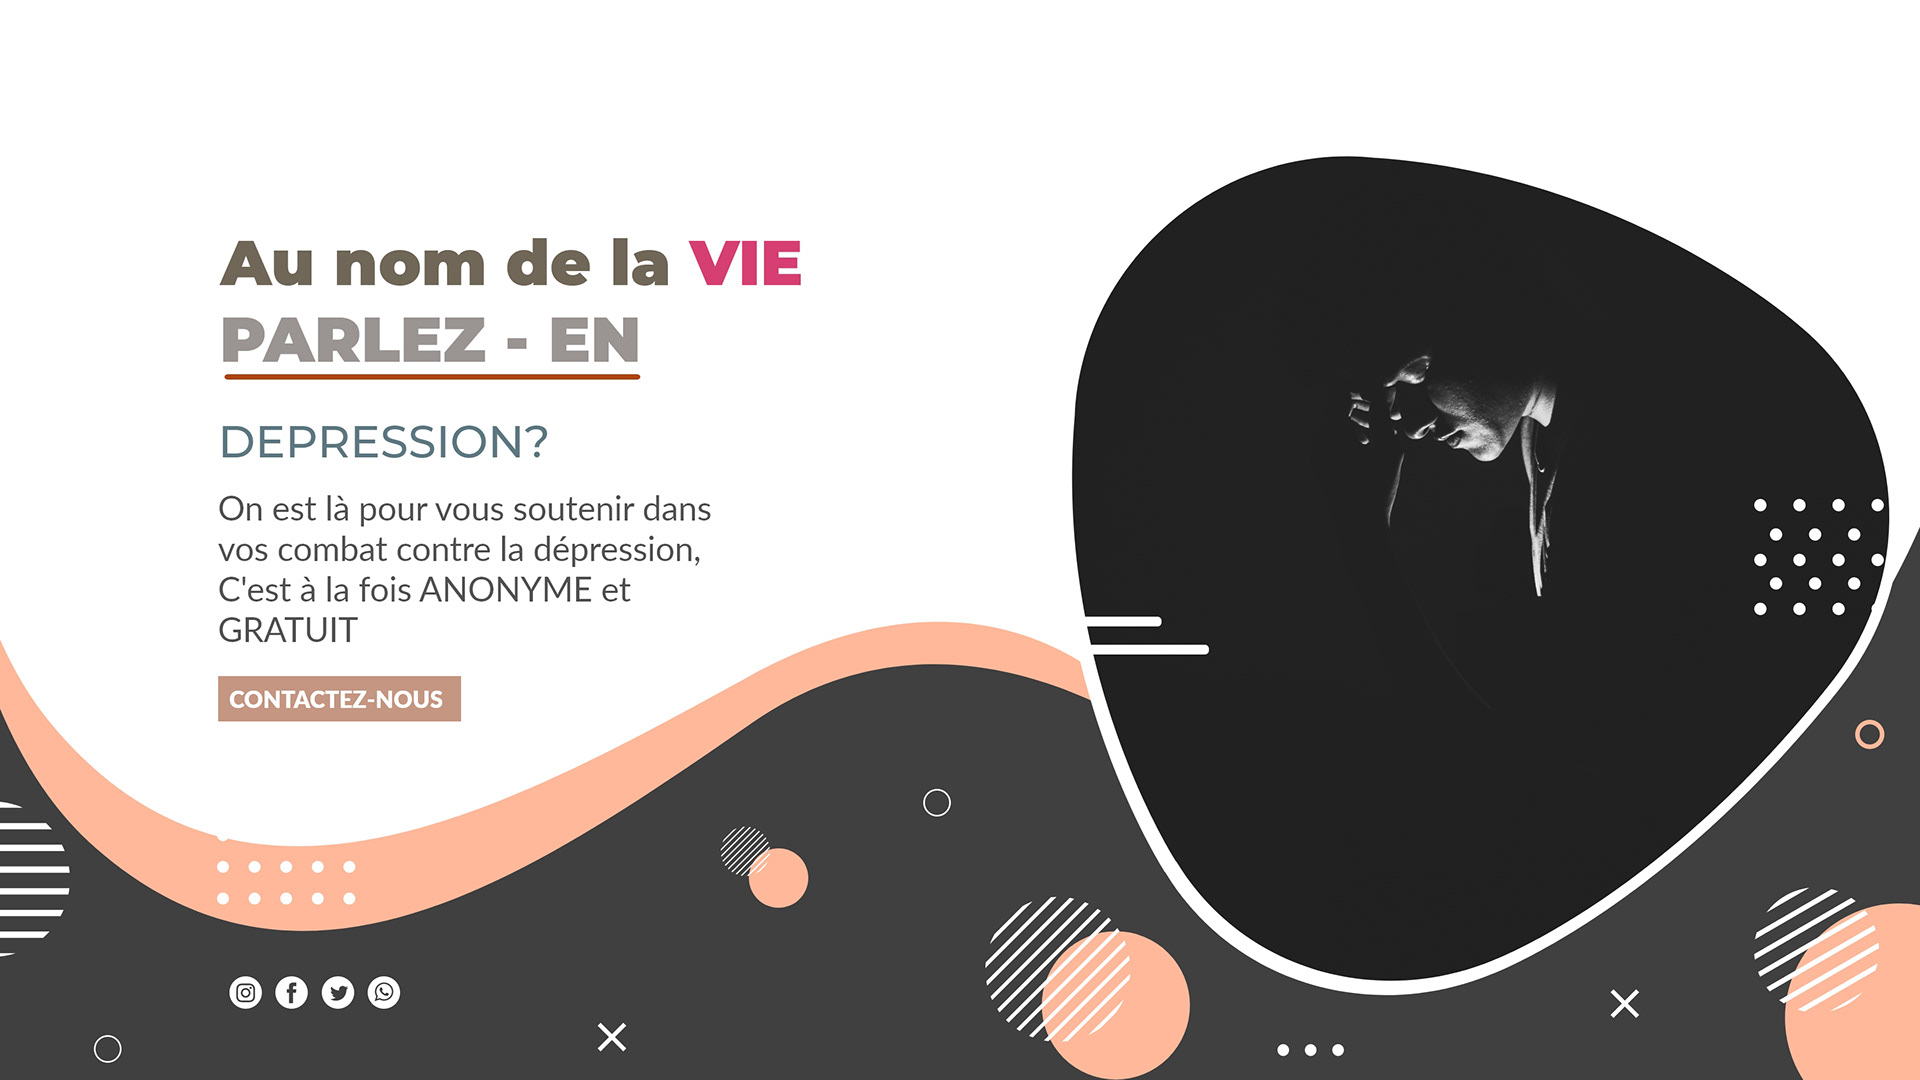 Au nom de la VIE
PARLEZ - EN
DEPRESSION?
On est là pour vous soutenir dans
vos combat contre la dépression,
C'est à la fois ANONYME et
GRATUIT
CONTACTEZ-NOUS